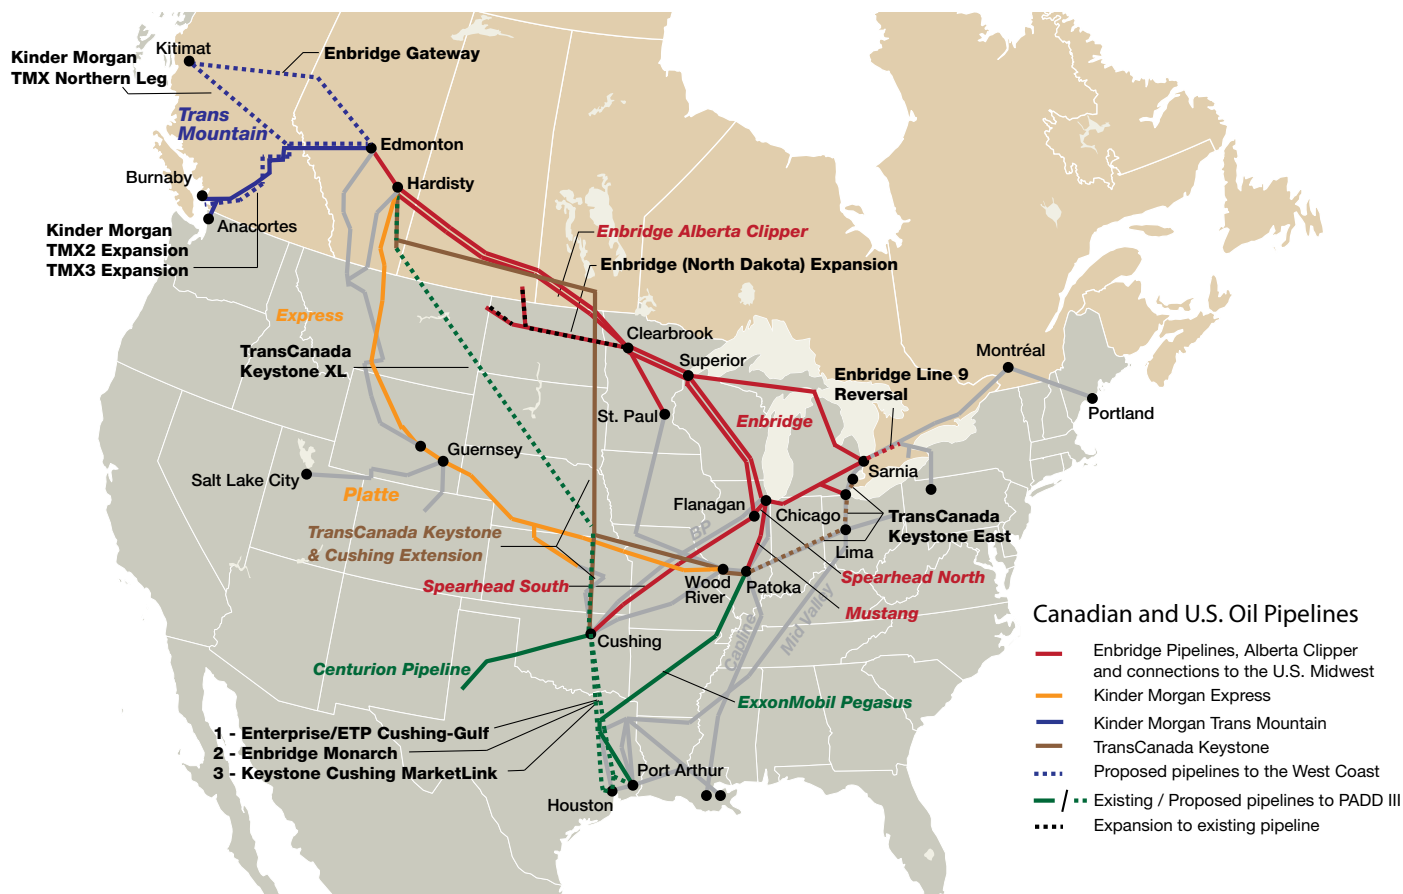 Kitimat
Kinder Morgan
TMX Northern Leg
Enbridge Gateway
Trans
Mountain
Edmonton
Burnaby
Hardisty
Anacortes
Kinder Morgan
TMX2 Expansion
TMX3 Expansion
Enbridge Alberta Clipper
Enbridge (North Dakota) Expansion
Express
Clearbrook
TransCanada
Keystone XL
Superior
Montréal
Enbridge Line 9
Reversal
St. Paul
Enbridge
Portland
Guernsey
Salt Lake City
Sarnia
Platte
Flanagan
Chicago
TransCanada
Keystone East
BP
TransCanada Keystone
& Cushing Extension
Lima
Spearhead South
Wood
River
Patoka
Spearhead North
Mustang
Capline
Mid Valley
Cushing
Centurion Pipeline
ExxonMobil Pegasus
1 - Enterprise/ETP Cushing-Gulf
2 - Enbridge Monarch
3 - Keystone Cushing MarketLink
Port Arthur
Houston
Canadian and U.S. Oil Pipelines
Enbridge Pipelines, Alberta Clipper
and connections to the U.S. Midwest
Kinder Morgan Express
Kinder Morgan Trans Mountain
TransCanada Keystone
Proposed pipelines to the West Coast
/ Existing / Proposed pipelines to PADD III
Expansion to existing pipeline